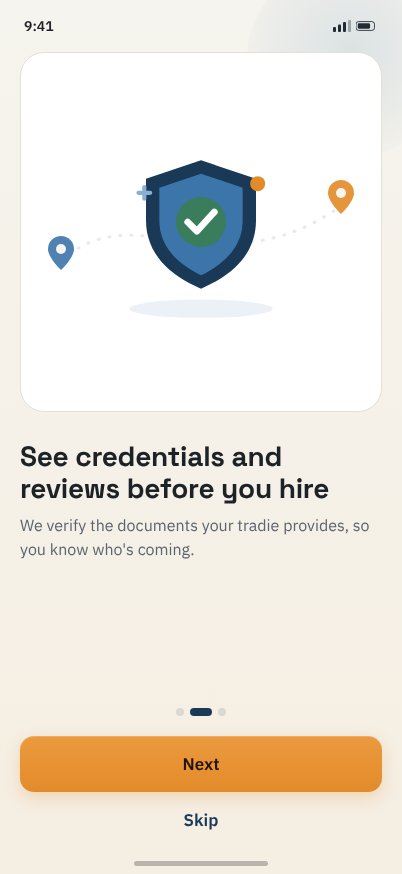 9:41
See credentials and
reviews before you hire
We verify the documents your tradie provides, so
you know who's coming.
Next
Skip